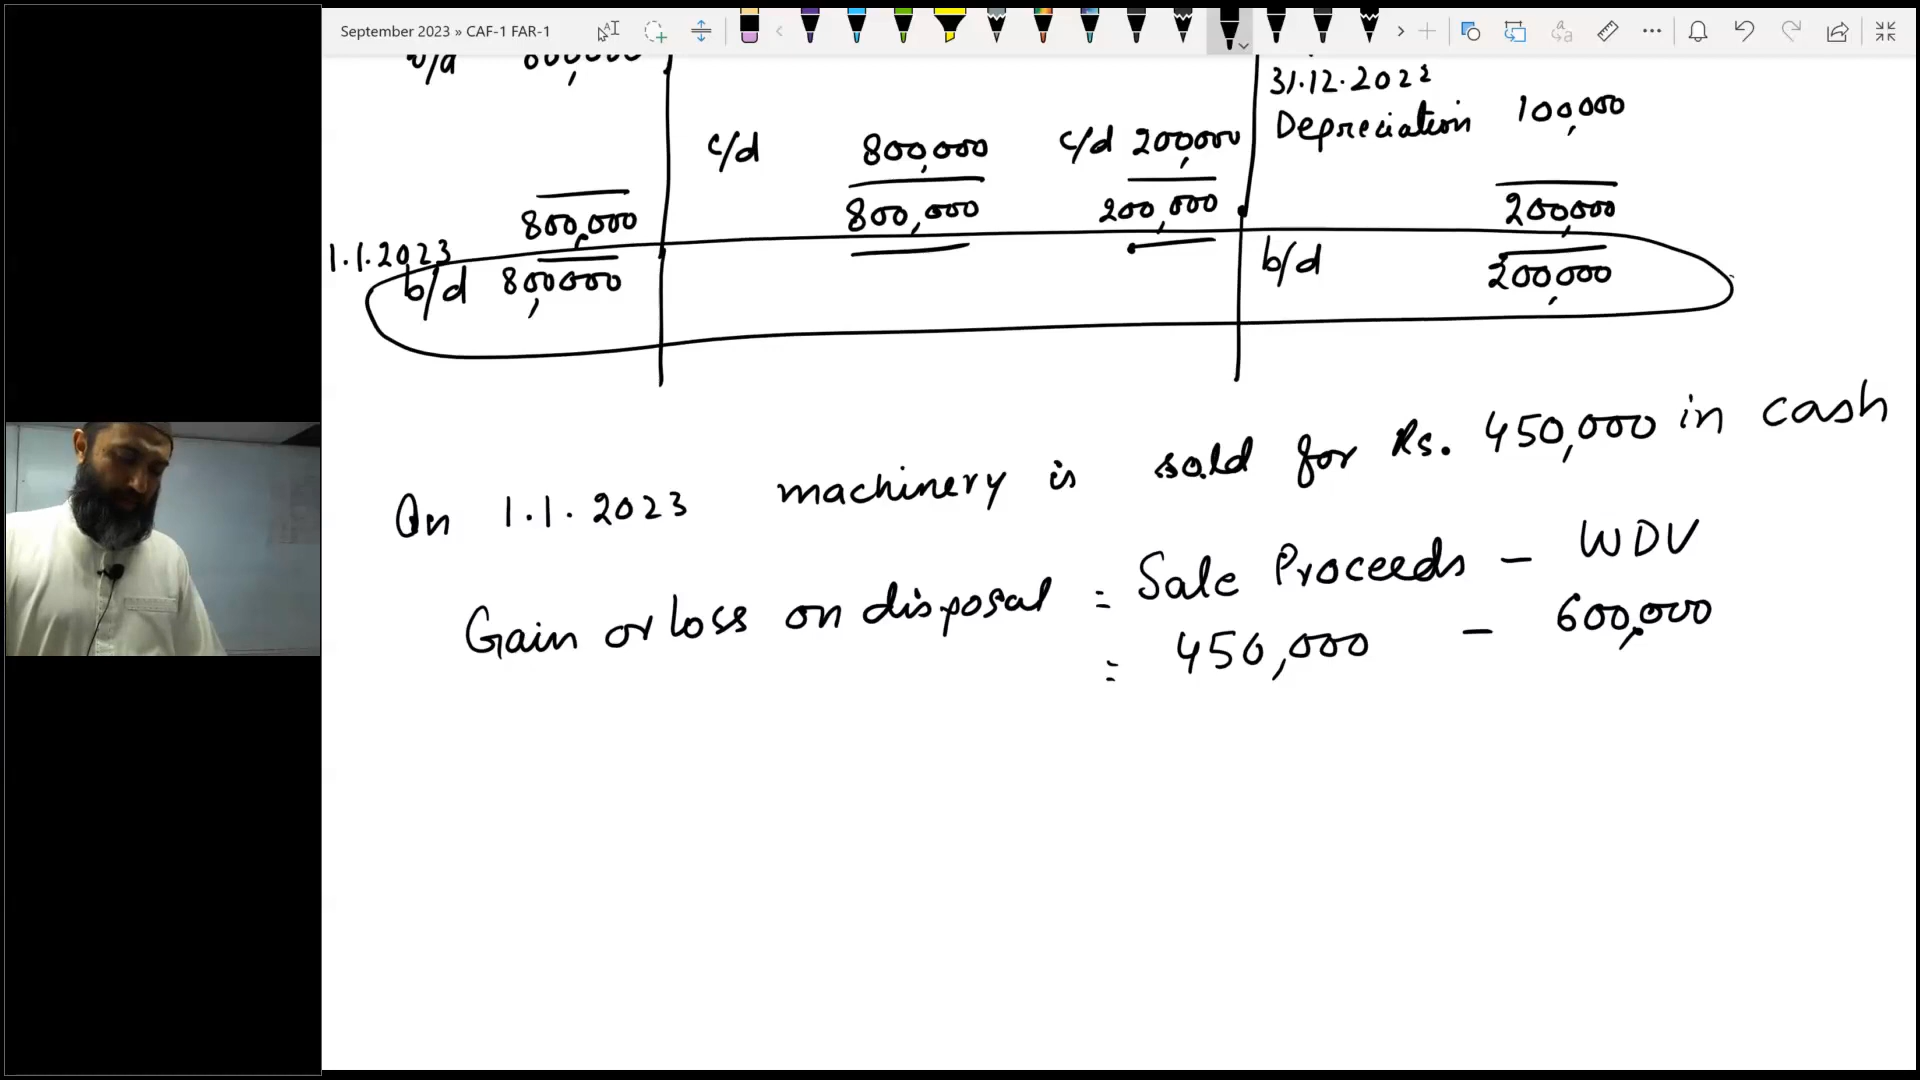 September 2023 » CAF-1 FAR-1
31.12.2022
Depreciation 100,000
c/d 800,000 c/d 200,000
800,000 800,000 200,000 200,000
1.1.2023
b/d 800,000 b/d 200,000
On 1.1.2023 machinery is sold for Rs. 450,000 in cash
Gain or loss on disposal = Sale Proceeds - WDV
= 450,000 - 600,000